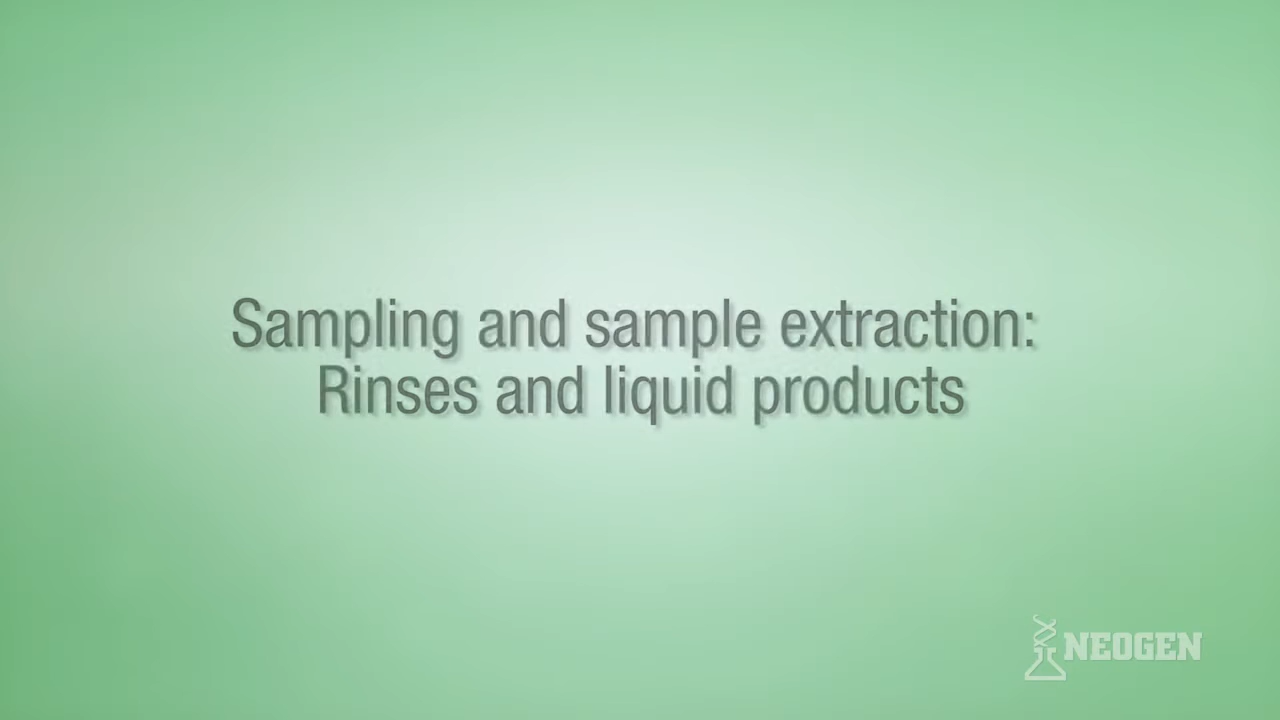 Sampling and sample extraction:
Rinses and liquid products
NEOGEN